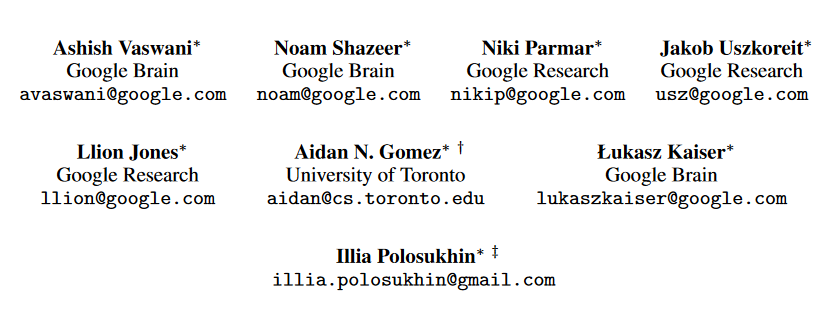 Ashish Vaswani* Noam Shazeer* Niki Parmar* Jakob Uszkoreit*
Google Brain Google Brain Google Research Google Research
avaswani@google.com noam@google.com nikip@google.com usz@google.com
Llion Jones* Aidan N. Gomez* † Łukasz Kaiser*
Google Research University of Toronto Google Brain
llion@google.com aidan@cs.toronto.edu lukaszkaiser@google.com
Illia Polosukhin* ‡
illia.polosukhin@gmail.com